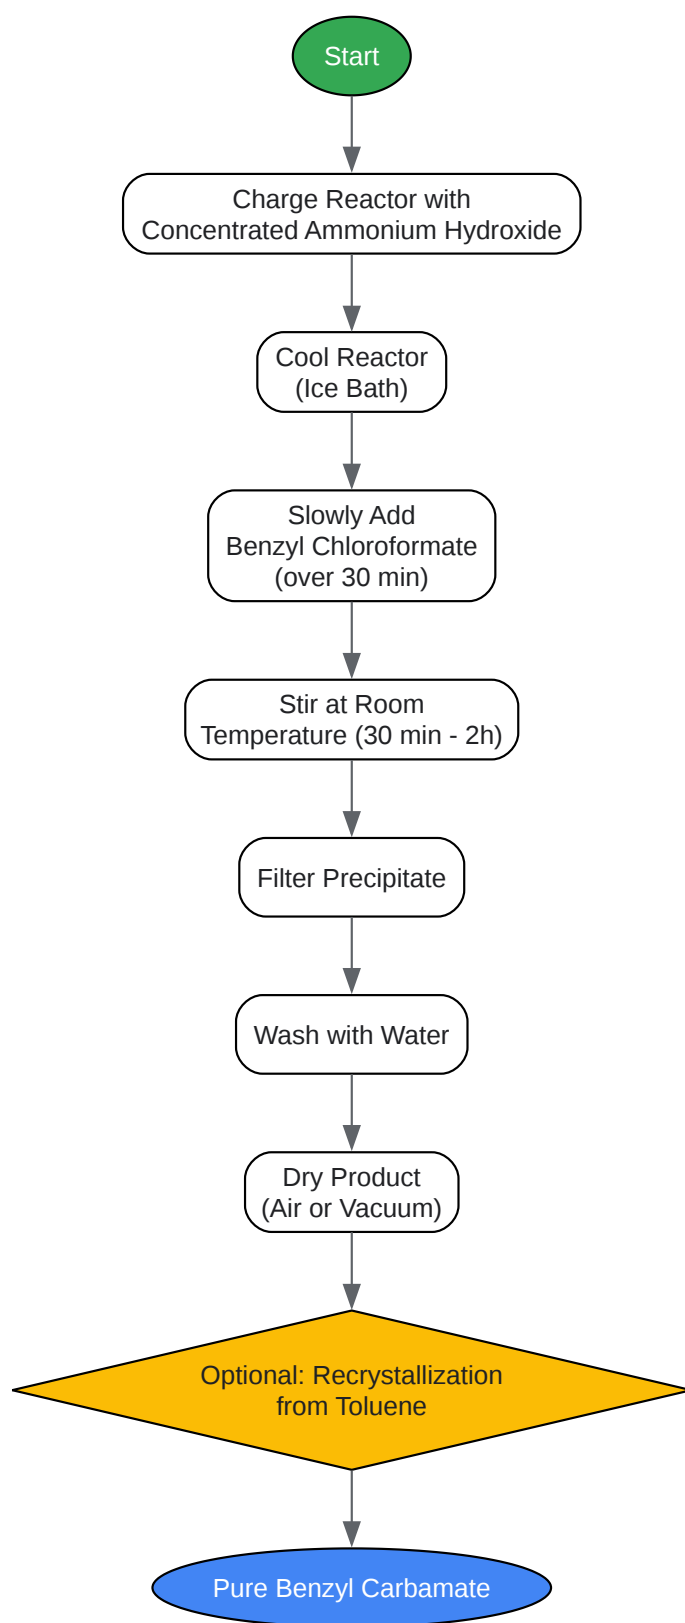 Start
Charge Reactor with
Concentrated Ammonium Hydroxide
Cool Reactor
(Ice Bath)
Slowly Add
Benzyl Chloroformate
(over 30 min)
Stir at Room
Temperature (30 min - 2h)
Filter Precipitate
Wash with Water
Dry Product
(Air or Vacuum)
Optional: Recrystallization
from Toluene
Pure Benzyl Carbamate